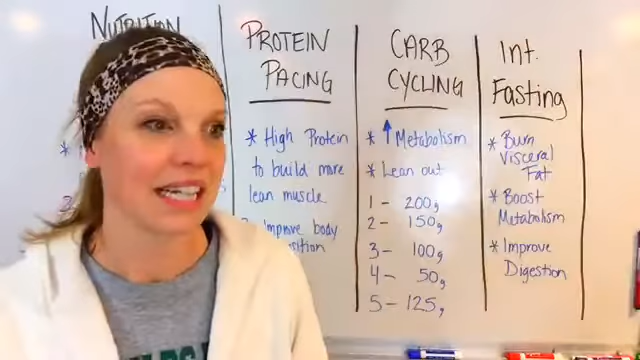 NUTRITION
PROTEIN
PACING
* High Protein
to build more
lean muscle
Improve body
CARB
CYCLING
* ↑ Metabolism
* Lean out
1 - 200g
2 - 150g
3 - 100g
4 - 50g
5 - 125g
Int.
Fasting
* Burn
Visceral
Fat
* Boost
Metabolism
* Improve
Digestion